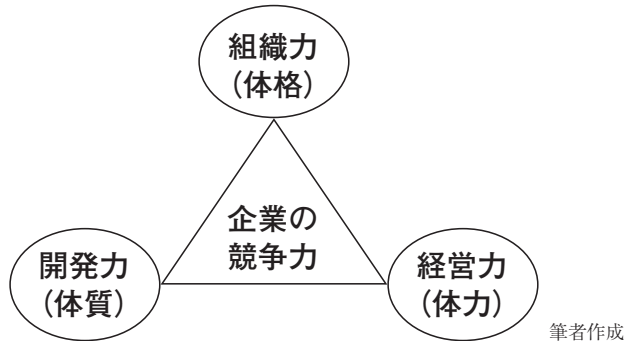 組織力
(体格)
企業の
競争力
開発力
(体質)
経営力
(体力)
筆者作成